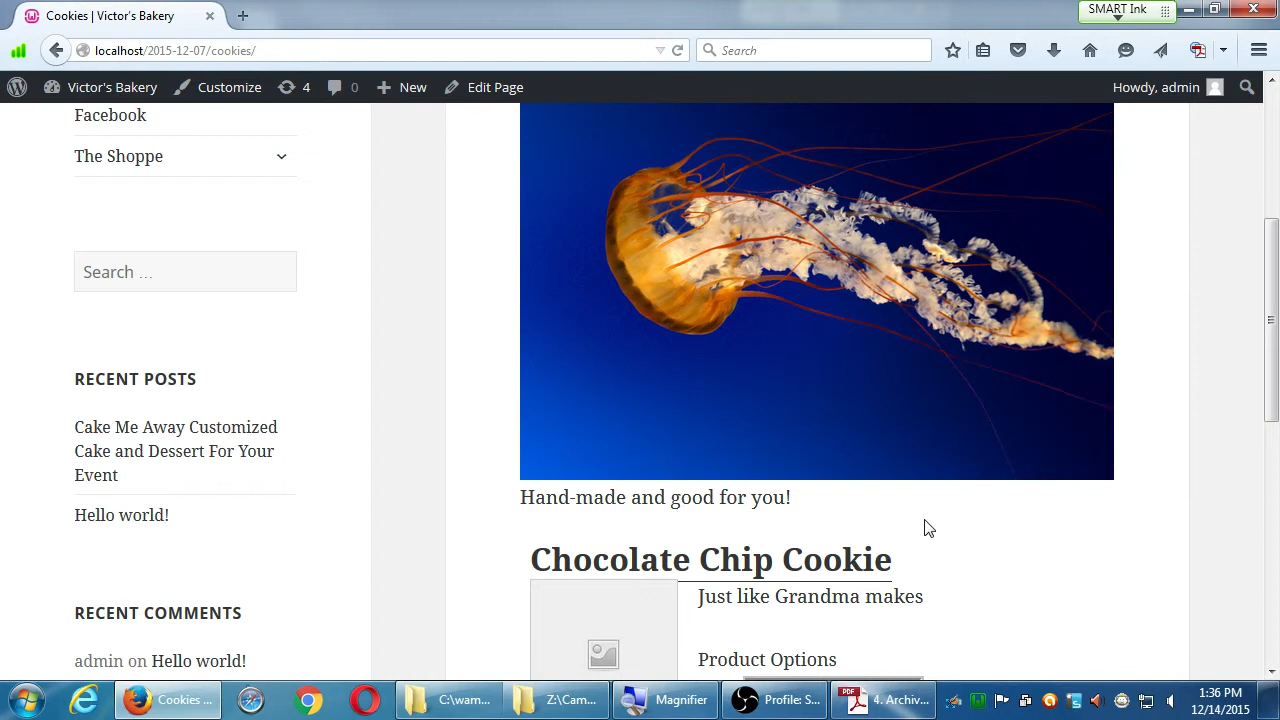 Cookies | Victor's Bakery
SMART Ink
localhost/2015-12-07/cookies/
Search
Victor's Bakery
Customize
4
0
New
Edit Page
Howdy, admin
Facebook
The Shoppe
Search …
RECENT POSTS
Cake Me Away Customized
Cake and Dessert For Your
Event
Hello world!
RECENT COMMENTS
admin on Hello world!
Hand-made and good for you!
Chocolate Chip Cookie
Just like Grandma makes
Product Options
Cookies ...
C:\wam...
Z:\Cam...
Magnifier
Profile: S...
PDF
4. Archiv...
1:36 PM
12/14/2015